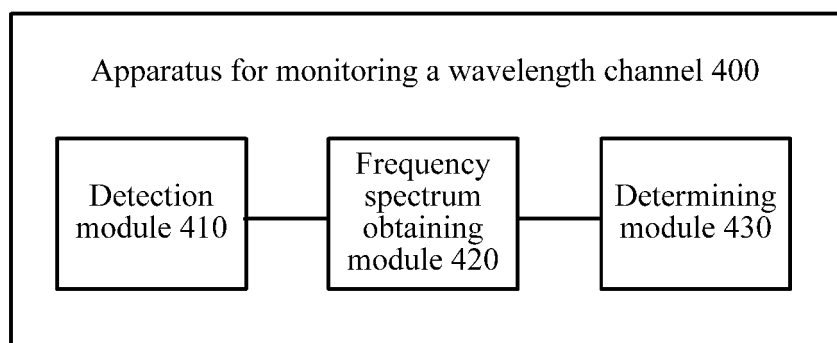 Apparatus for monitoring a wavelength channel 400
Detection
module 410
Frequency
spectrum
obtaining
module 420
Determining
module 430